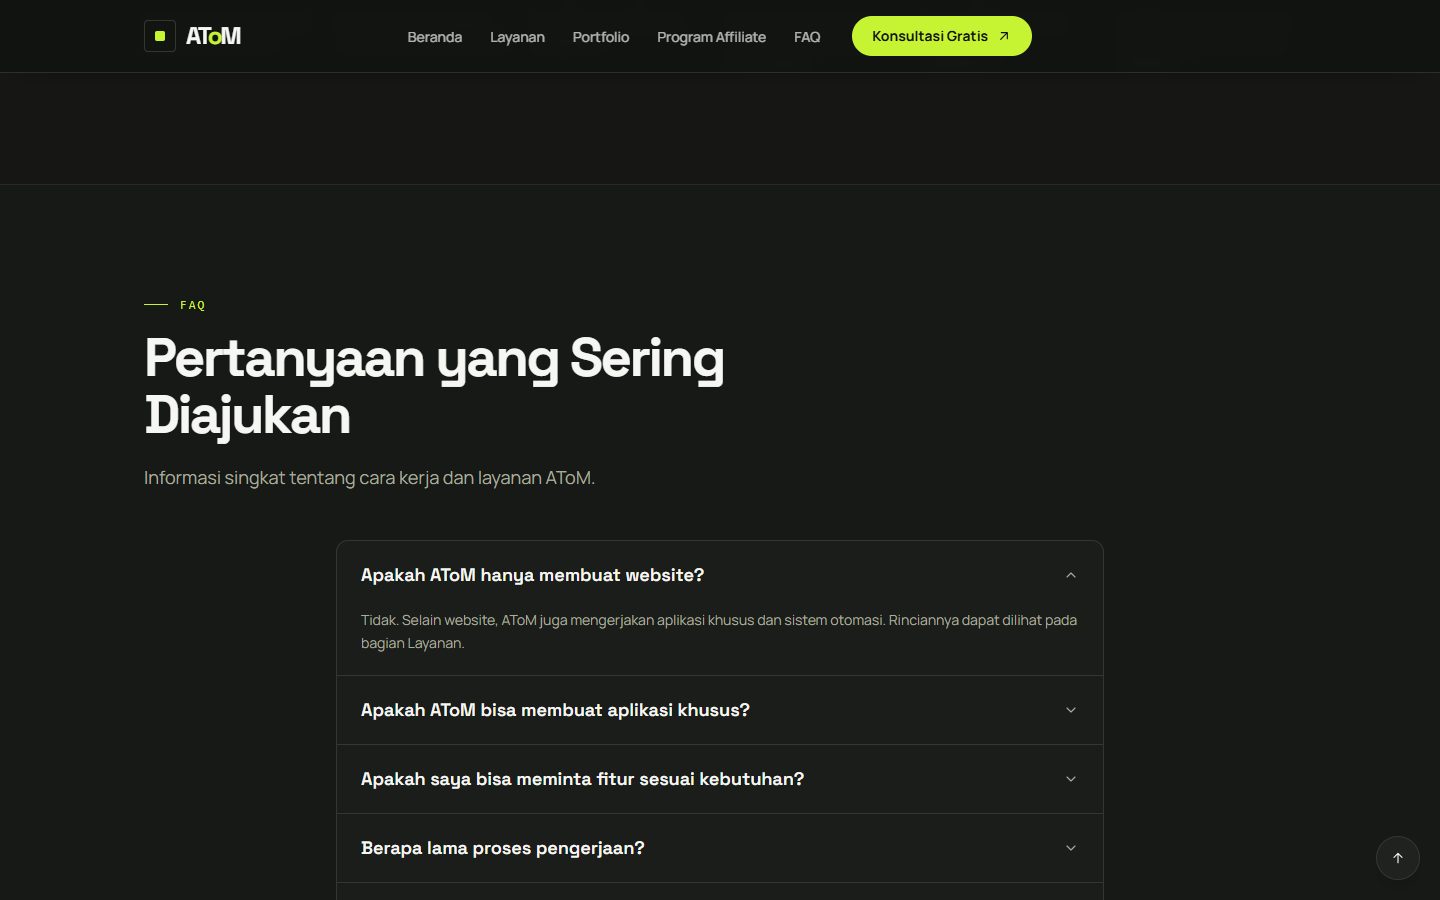 AToM
Beranda
Layanan
Portfolio
Program Affiliate
FAQ
Konsultasi Gratis
FAQ
Pertanyaan yang Sering
Diajukan
Informasi singkat tentang cara kerja dan layanan AToM.
Apakah AToM hanya membuat website?
Tidak. Selain website, AToM juga mengerjakan aplikasi khusus dan sistem otomasi. Rinciannya dapat dilihat pada
bagian Layanan.
Apakah AToM bisa membuat aplikasi khusus?
Apakah saya bisa meminta fitur sesuai kebutuhan?
Berapa lama proses pengerjaan?